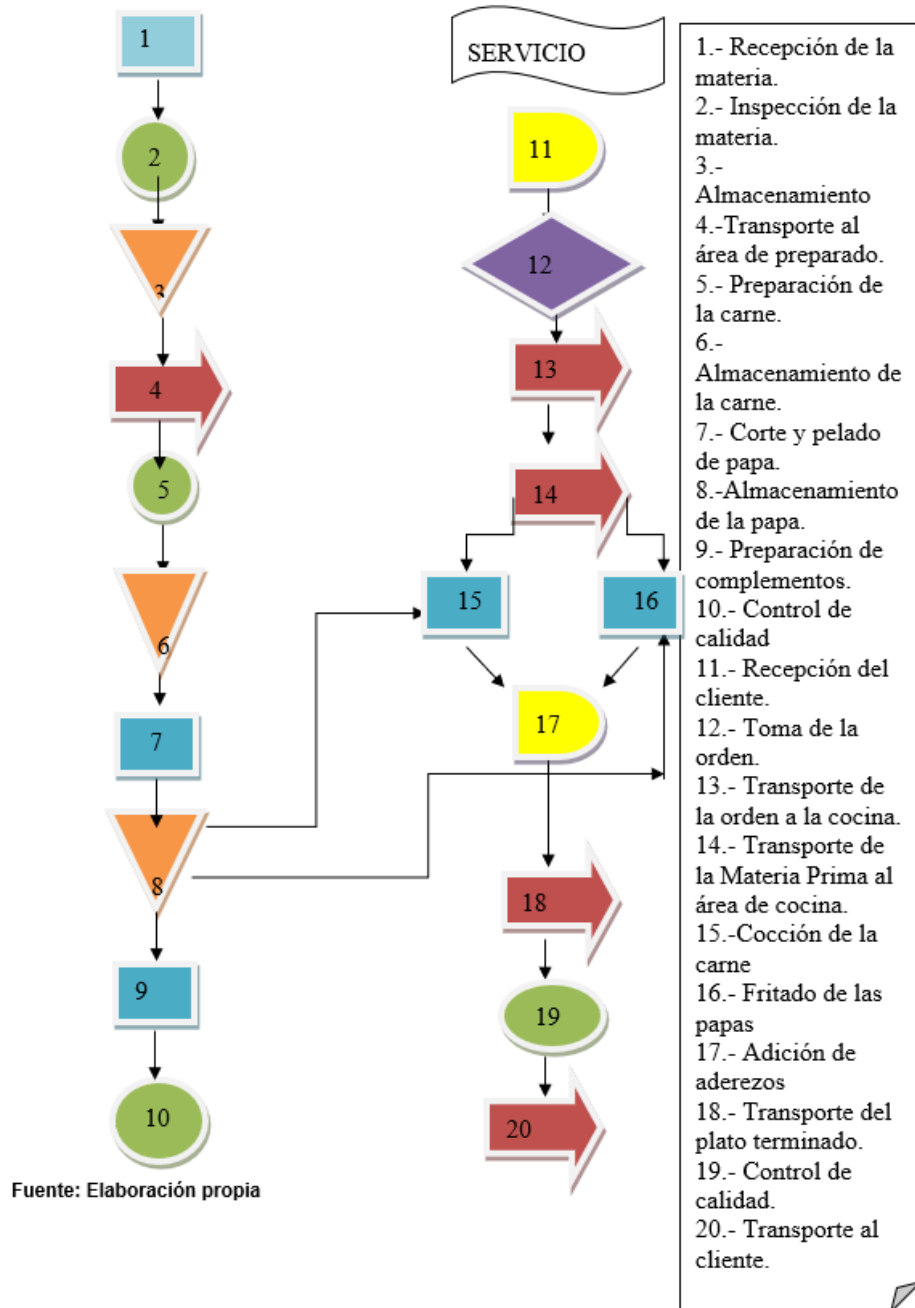 1
2
3
4
5
6
7
8
9
10
Fuente: Elaboración propia
SERVICIO
11
12
13
14
15
16
17
18
19
20
1.- Recepción de la
materia.
2.- Inspección de la
materia.
3.-
Almacenamiento
4.-Transporte al
área de preparado.
5.- Preparación de
la carne.
6.-
Almacenamiento de
la carne.
7.- Corte y pelado
de papa.
8.-Almacenamiento
de la papa.
9.- Preparación de
complementos.
10.- Control de
calidad
11.- Recepción del
cliente.
12.- Toma de la
orden.
13.- Transporte de
la orden a la cocina.
14.- Transporte de
la Materia Prima al
área de cocina.
15.-Cocción de la
carne
16.- Fritado de las
papas
17.- Adición de
aderezos
18.- Transporte del
plato terminado.
19.- Control de
calidad.
20.- Transporte al
cliente.